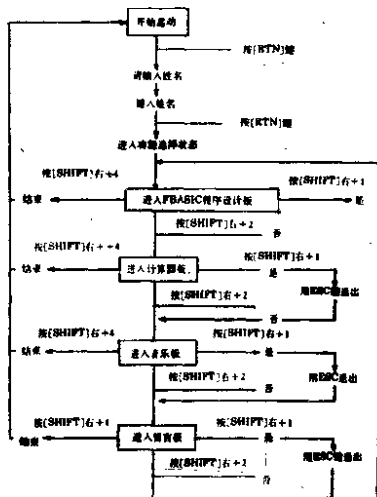 开始启动
按[RTN]键
请输入姓名
键入姓名
按[RTN]键
进入功能选择状态
按[SHIFT]右+4
按[SHIFT]右+1
结束
进入FBASIC程序设计板
是
按[SHIFT]右+2
否
按[SHIFT]右+4
按[SHIFT]右+1
结束
进入计算器板
是
按[SHIFT]右+2
用ESC键退出
否
按[SHIFT]右+4
按[SHIFT]右+1
结束
进入音乐板
是
按[SHIFT]右+2
用ESC退出
否
按[SHIFT]右+4
按[SHIFT]右+1
结束
进入留言板
是
按[SHIFT]右+2
用ESC键退出
否